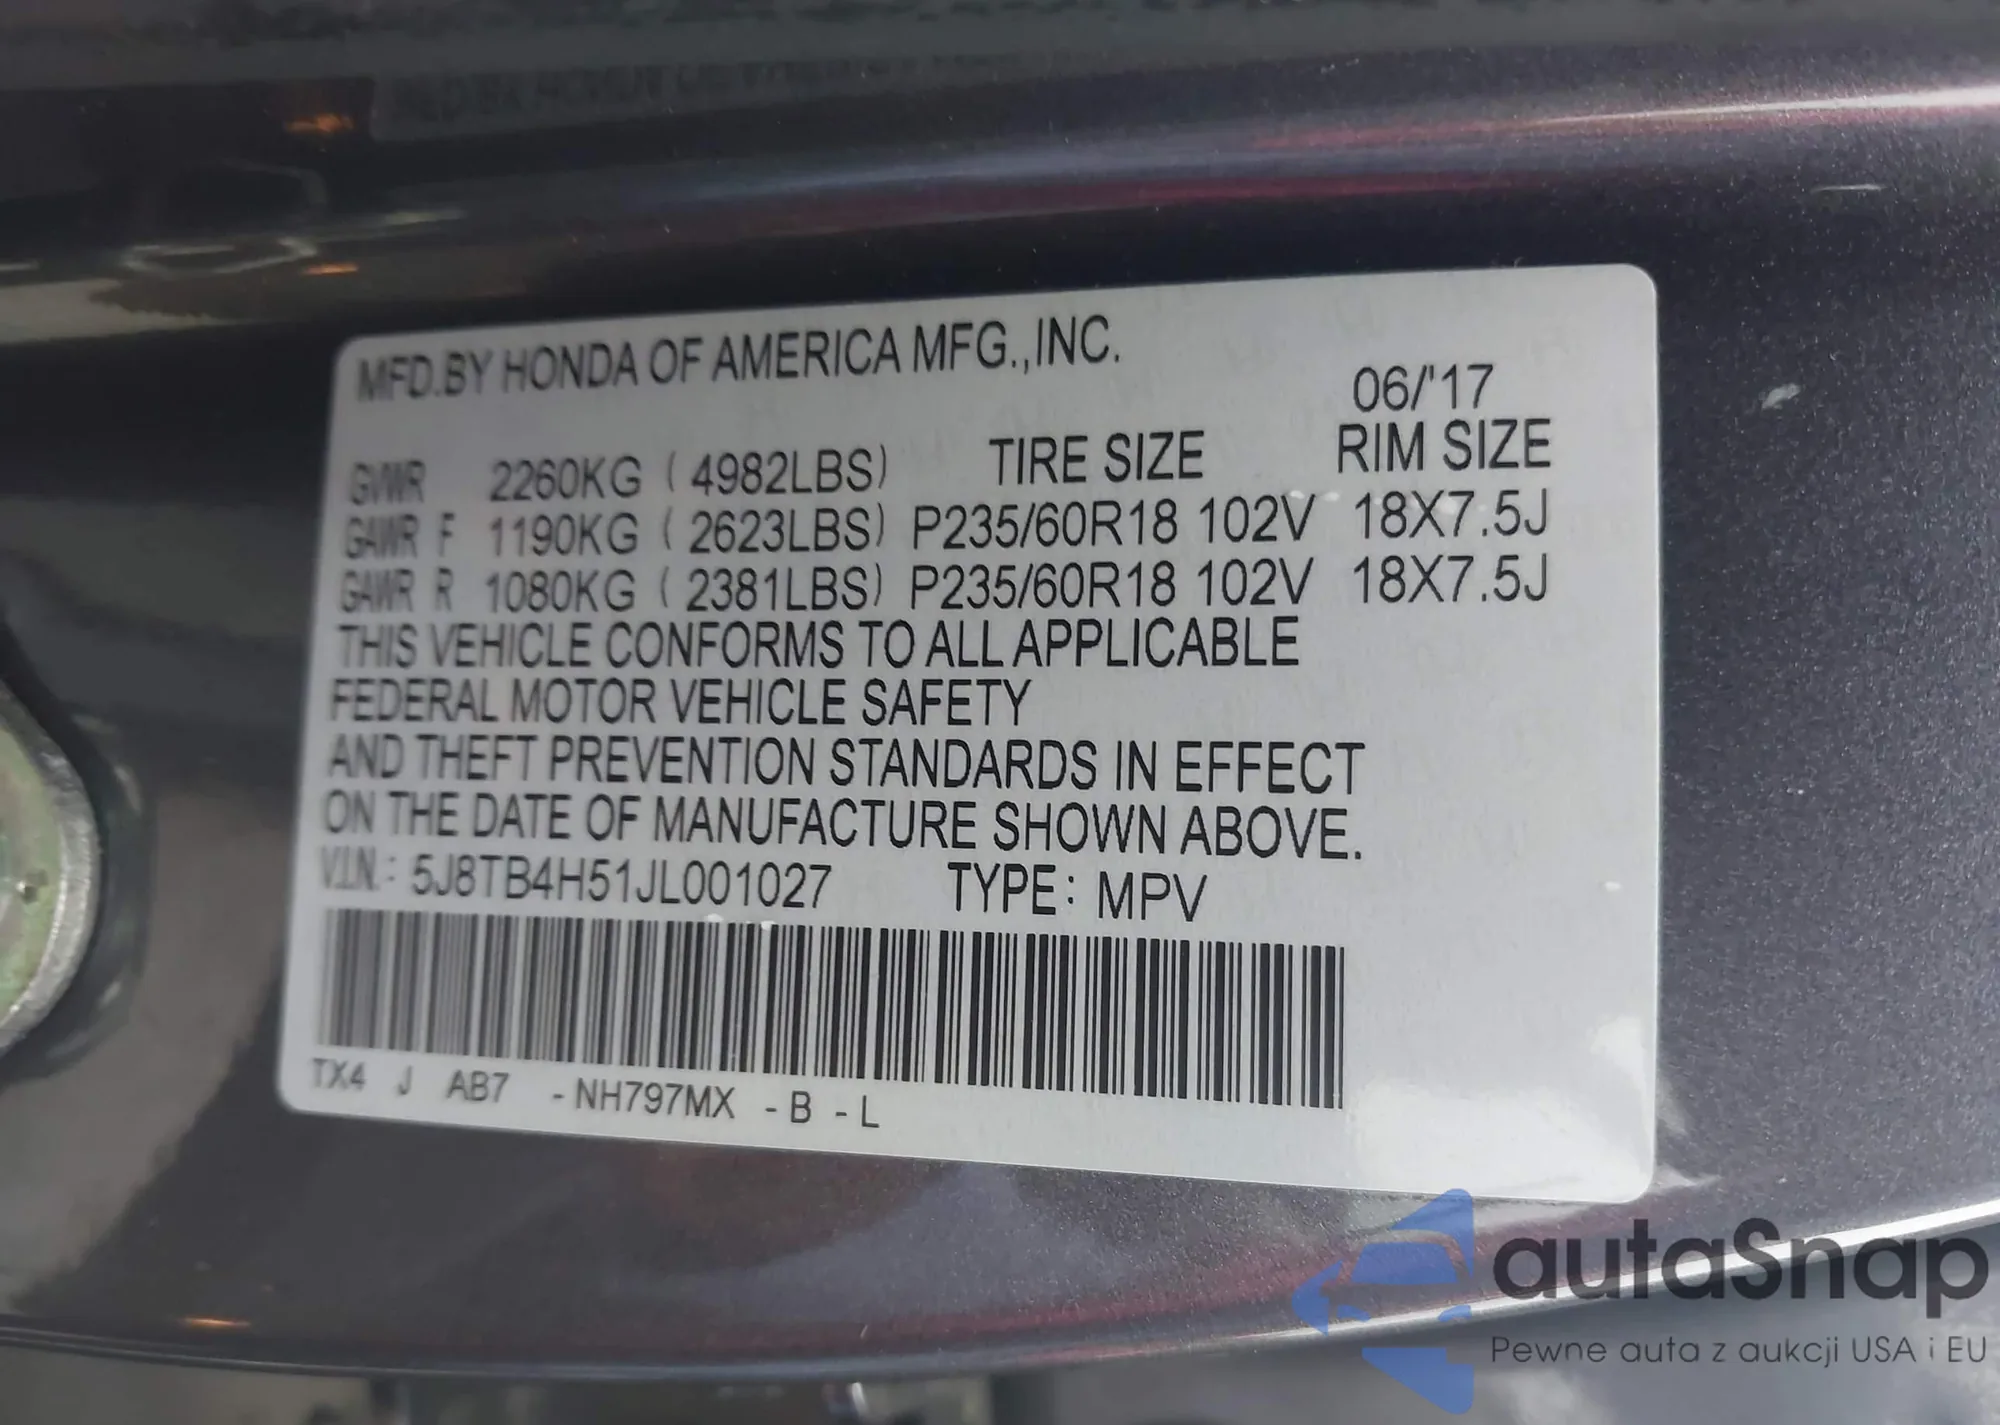 MFD.BY HONDA OF AMERICA MFG.,INC.
06/'17
GVWR 2260KG ( 4982LBS) TIRE SIZE RIM SIZE
GAWR F 1190KG ( 2623LBS) P235/60R18 102V 18X7.5J
GAWR R 1080KG ( 2381LBS) P235/60R18 102V 18X7.5J
THIS VEHICLE CONFORMS TO ALL APPLICABLE
FEDERAL MOTOR VEHICLE SAFETY
AND THEFT PREVENTION STANDARDS IN EFFECT
ON THE DATE OF MANUFACTURE SHOWN ABOVE.
V.I.N.: 5J8TB4H51JL001027 TYPE: MPV
TX4 J AB7 -NH797MX -B -L
autaSnap
Pewne auta z aukcji USA i EU